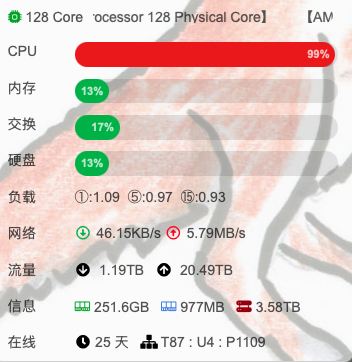 128 Core rocessor 128 Physical Core】 【AM
CPU 99%
内存 13%
交换 17%
硬盘 13%
负载 ①:1.09 ⑤:0.97 ⑮:0.93
网络 46.15KB/s 5.79MB/s
流量 1.19TB 20.49TB
信息 251.6GB 977MB 3.58TB
在线 25 天 T87 : U4 : P1109